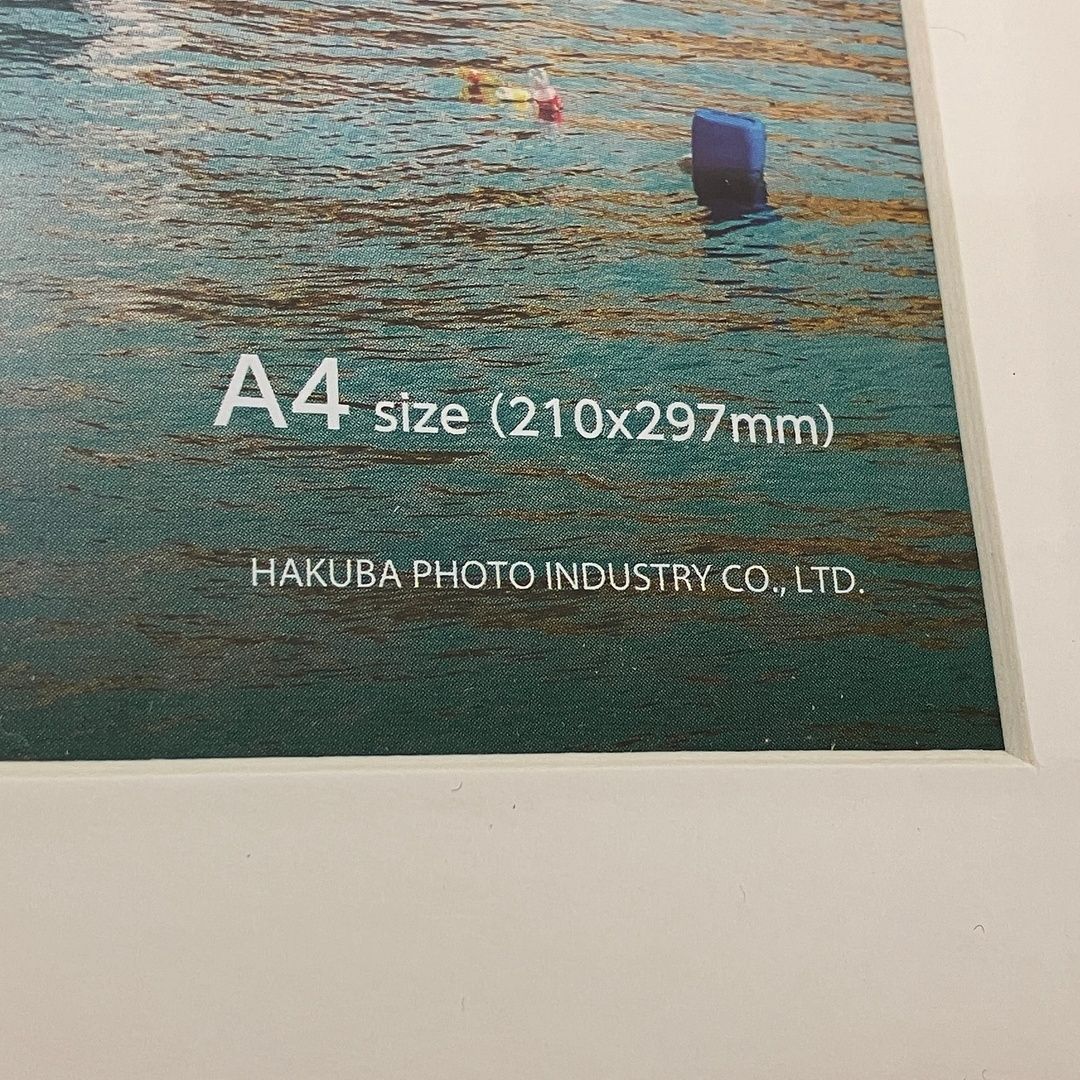 A4 size (210x297mm)
HAKUBA PHOTO INDUSTRY CO., LTD.